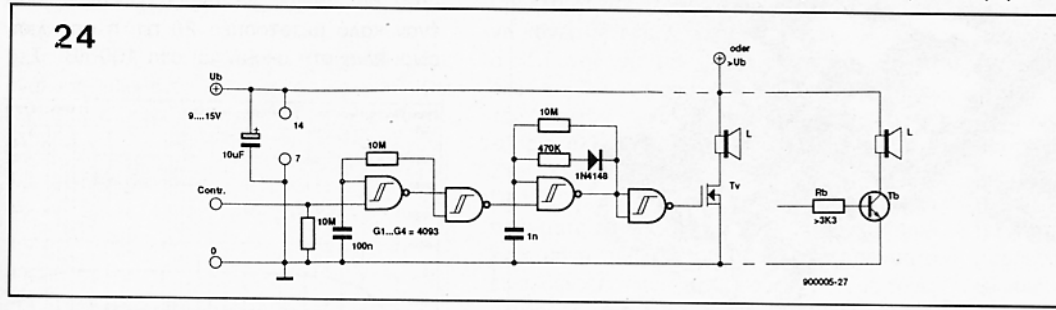 24
oder
>Ub
Ub
9....15V
+
14
10uF
7
10M
10M
470K
1N4148
L
L
Tv
Contr.
10M
100n
G1...G4 = 4093
1n
Rb
>3K3
Tb
0
900005-27